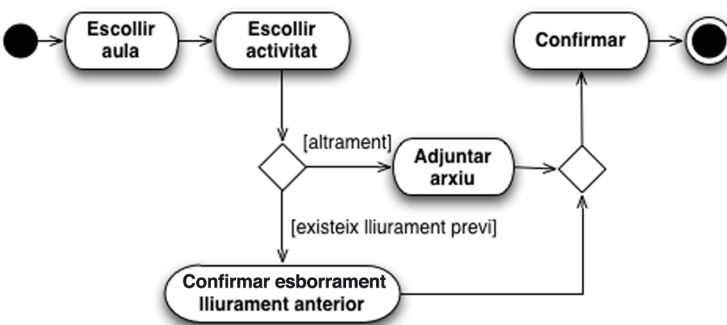 Escollir
aula
Escollir
activitat
Confirmar
[altrament]
Adjuntar
arxiu
[existeix lliurament previ]
Confirmar esborrament
lliurament anterior